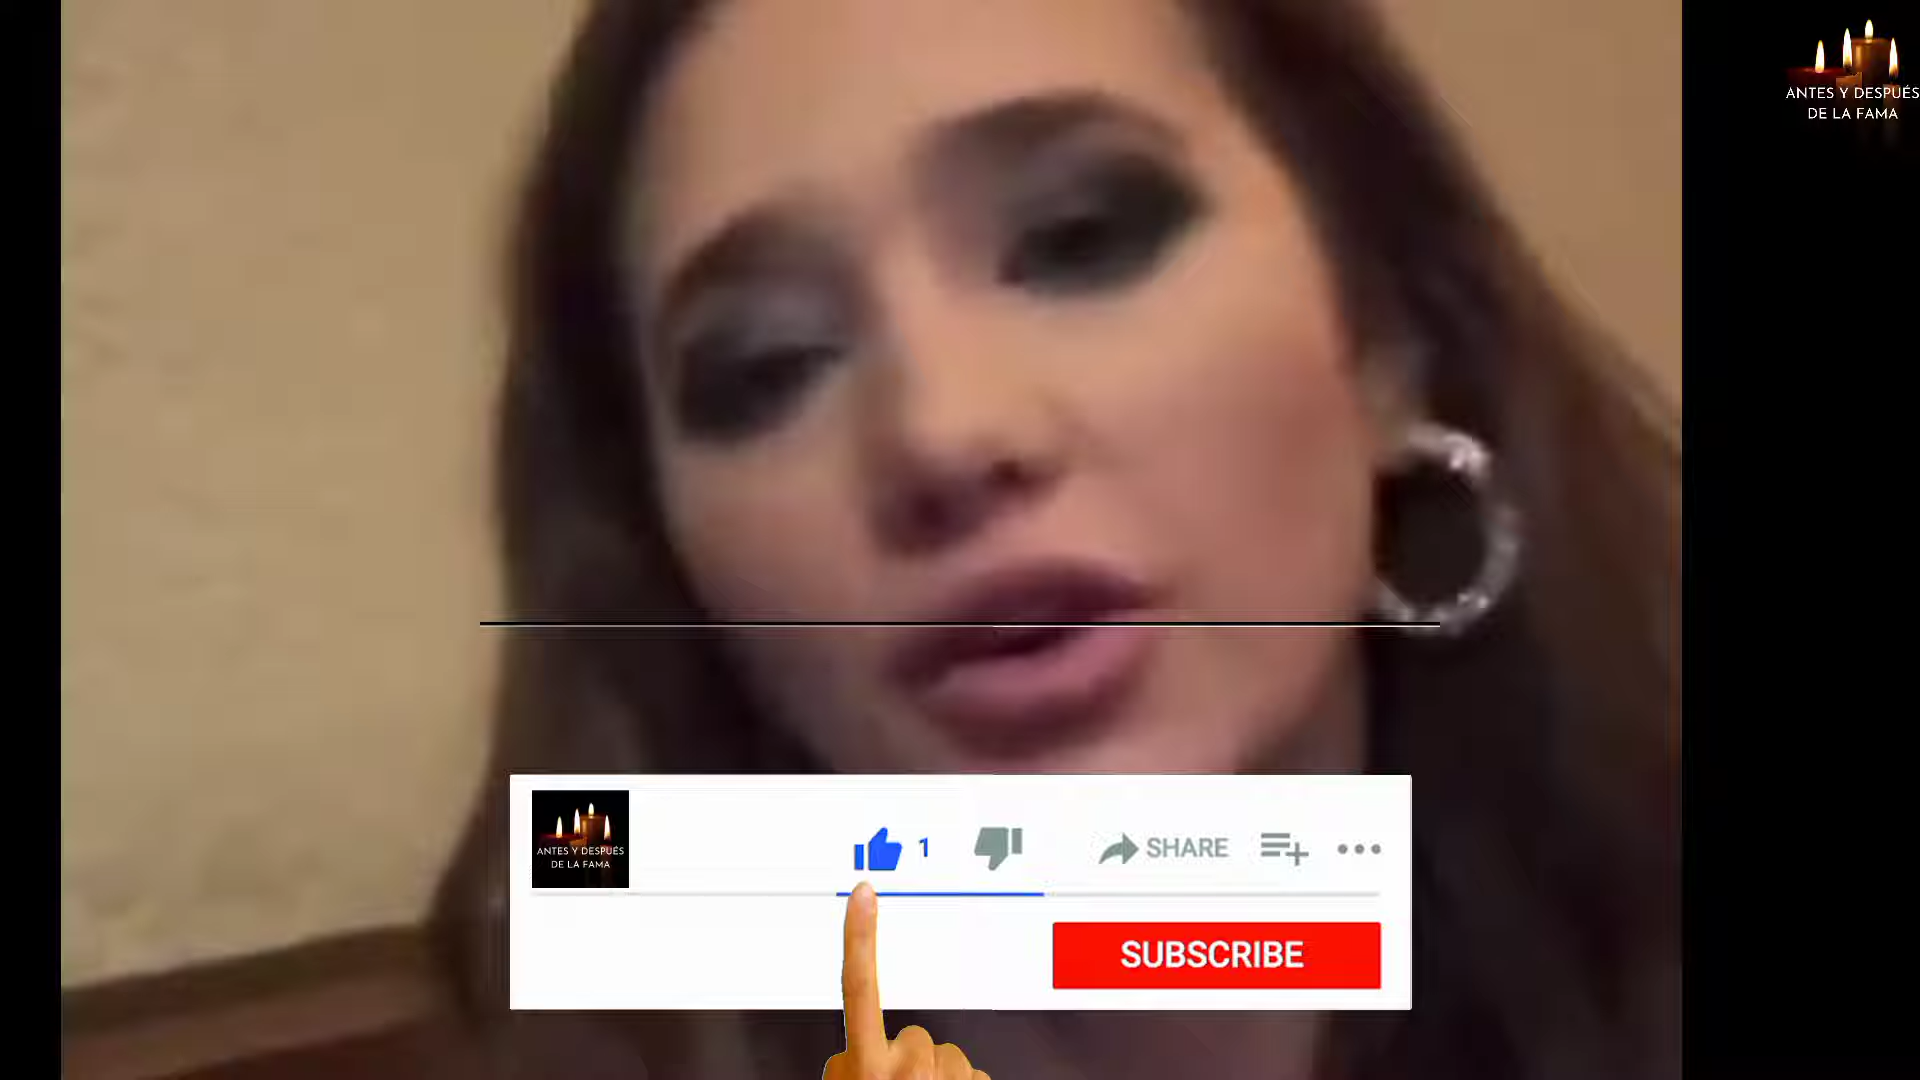 ANTES Y DESPUÉS
DE LA FAMA
ANTES Y DESPUÉS
DE LA FAMA
1
SHARE
SUBSCRIBE